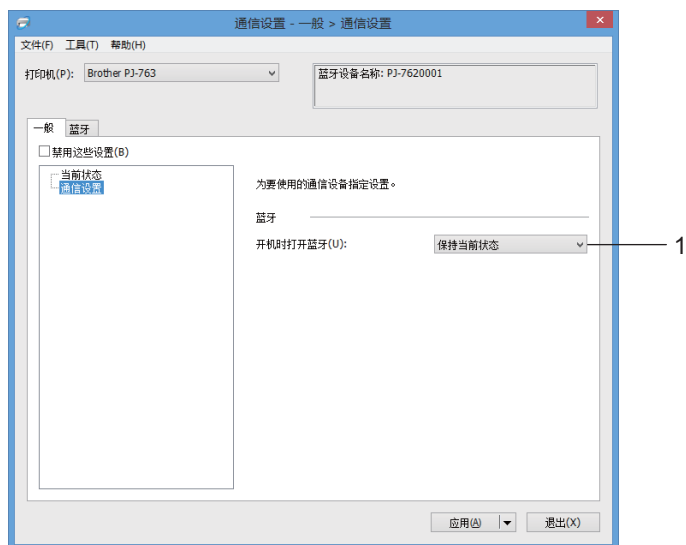 通信设置 - 一般 > 通信设置
文件(F) 工具(T) 帮助(H)
打印机(P): Brother PJ-763
蓝牙设备名称: PJ-7620001
一般 蓝牙
禁用这些设置(B)
当前状态
通信设置
为要使用的通信设备指定设置。
蓝牙
开机时打开蓝牙(U): 保持当前状态
1
应用(A) 退出(X)